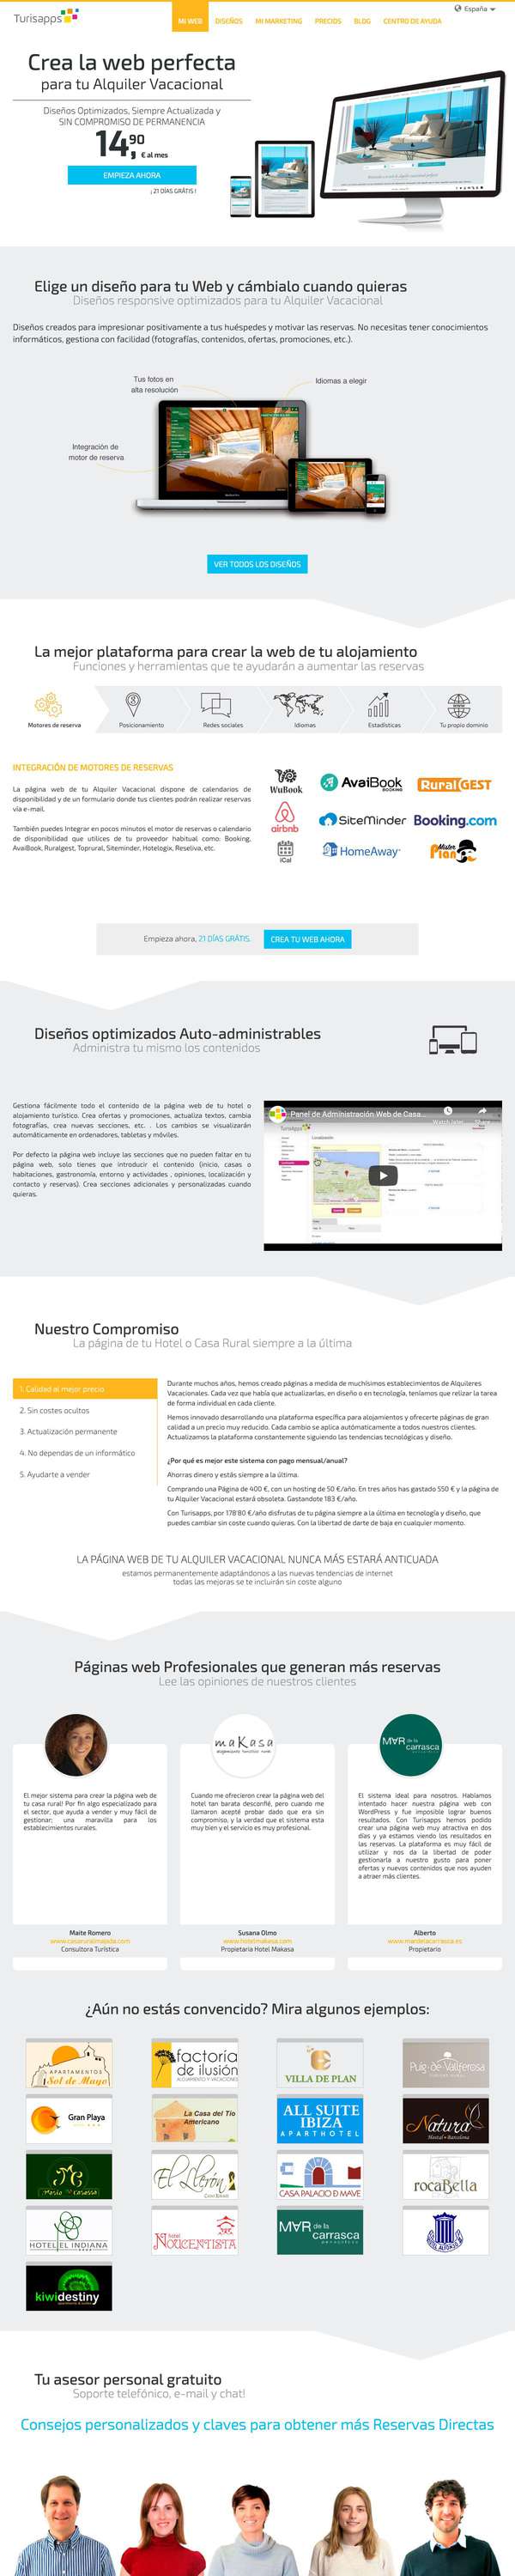 Turisapps
España
MI WEB DISEÑOS MI MARKETING PRECIOS BLOG CENTRO DE AYUDA
Crea la web perfecta
para tu Alquiler Vacacional
Diseños Optimizados, Siempre Actualizada y
SIN COMPROMISO DE PERMANENCIA
14,90 € al mes
EMPIEZA AHORA
¡ 21 DÍAS GRATIS !
Elige un diseño para tu Web y cámbialo cuando quieras
Diseños responsive optimizados para tu Alquiler Vacacional
Diseños creados para impresionar positivamente a tus huéspedes y motivar las reservas. No necesitas tener conocimientos
informáticos, gestiona con facilidad (fotografías, contenidos, ofertas, promociones, etc.).
Tus fotos en
alta resolución
Idiomas a elegir
Integración de
motor de reserva
VER TODOS LOS DISEÑOS
La mejor plataforma para crear la web de tu alojamiento
Funciones y herramientas que te ayudarán a aumentar las reservas
Motores de reserva Posicionamiento Redes sociales Idiomas Estadísticas Tu propio dominio
INTEGRACIÓN DE MOTORES DE RESERVAS
La página web de tu Alquiler Vacacional dispone de calendarios de
disponibilidad y de un formulario donde tus clientes podrán realizar reservas
vía e-mail.
También puedes integrar en pocos minutos el motor de reservas o calendario
de disponibilidad que utilices de tu proveedor habitual como: Booking,
AvaiBook, Ruralgest, Toprural, Siteminder, Hotelogix, Reseliva, etc.
WuBook
AvaiBook
BOOKING
Rural GEST
airbnb
SiteMinder
Booking.com
iCal
HomeAway
Mister
Plan
Empieza ahora, 21 DÍAS GRATIS.
CREA TU WEB AHORA
Diseños optimizados Auto-administrables
Administra tu mismo los contenidos
Gestiona fácilmente todo el contenido de la página web de tu hotel o
alojamiento turístico. Crea ofertas y promociones, actualiza textos, cambia
fotografías, crea nuevas secciones, etc. . Los cambios se visualizarán
automáticamente en ordenadores, tabletas y móviles.
Por defecto la página web incluye las secciones que no pueden faltar en tu
página web, solo tienes que introducir el contenido (inicio, casas o
habitaciones, gastronomía, entorno y actividades , opiniones, localización y
contacto y reservas). Crea secciones adicionales y personalizadas cuando
quieras.
Panel de Administración Web de Casa...
Watch later
Nuestro Compromiso
La página de tu Hotel o Casa Rural siempre a la última
1. Calidad al mejor precio
2. Sin costes ocultos
3. Actualización permanente
4. No dependas de un informático
5. Ayudarte a vender
Durante muchos años, hemos creado páginas a medida de muchísimos establecimientos de Alquileres
Vacacionales. Cada vez que había que actualizarlas, en diseño o en tecnología, teníamos que relizar la tarea
de forma individual en cada cliente.
Hemos innovado desarrollando una plataforma específica para alojamientos y ofrecerte páginas de gran
calidad a un precio muy reducido. Cada cambio se aplica automáticamente a todos nuestros clientes.
Actualizamos la plataforma constantemente siguiendo las tendencias tecnológicas y diseño.
¿Por qué es mejor este sistema con pago mensual/anual?
Ahorras dinero y estás siempre a la última.
Comprando una Página de 400 €, con un hosting de 50 €/año. En tres años has gastado 550 € y la página de
tu Alquiler Vacacional estará obsoleta. Gastandote 183 €/año.
Con Turisapps, por 178'80 €/año disfrutas de tu página siempre a la última en tecnología y diseño, que
puedes cambiar sin coste cuando quieras. Con la libertad de darte de baja en cualquier momento.
LA PÁGINA WEB DE TU ALQUILER VACACIONAL NUNCA MÁS ESTARÁ ANTICUADA
estamos permanentemente adaptándonos a las nuevas tendencias de internet
todas las mejoras se te incluirán sin coste alguno
Páginas web Profesionales que generan más reservas
Lee las opiniones de nuestros clientes
maKasa
MAR de la
carrasca
El mejor sistema para crear la página web de
tu casa rural! Por fin algo especializado para
el sector, que ayuda a vender y muy fácil de
gestionar; una maravilla para los
establecimientos rurales.
Maite Romero
Consultora Turística
Cuando me ofrecieron crear la página web del
hotel tan barata desconfié, pero cuando me
llamaron acepté probar dado que era sin
compromiso, y la verdad que el sistema esta
muy bien y el servicio es muy profesional.
Susana Olmo
www.hotelmakasa.com
Propietaria Hotel Makasa
El sistema ideal para nosotros. Habíamos
intentado hacer nuestra página web con
WordPress y fue imposible lograr buenos
resultados. Con Turisapps hemos podido
crear una página web muy atractiva en dos
días y ya estamos viendo los resultados en
las reservas. La plataforma es muy fácil de
utilizar y nos da la libertad de poder
gestionarla a nuestro gusto para poner
ofertas y nuevos contenidos que nos ayuden
a atraer más clientes.
Alberto
Propietario
¿Aún no estás convencido? Mira algunos ejemplos:
APARTAMENTOS
Sol de Mayo
factoría
de ilusión
VILLA DE PLAN
Puig-de-Vallferosa
Gran Playa
La Casa del Tío
Americano
ALL SUITE
IBIZA
APARTHOTEL
Natura
Hostal
El Lleron
CASA PALACIO D MAVE
rocaBella
HOTEL EL INDIANA
hotel
NOUCENTISTA
MAR de la
carrasca
kiwidestiny
Tu asesor personal gratuito
Soporte telefónico, e-mail y chat!
Consejos personalizados y claves para obtener más Reservas Directas